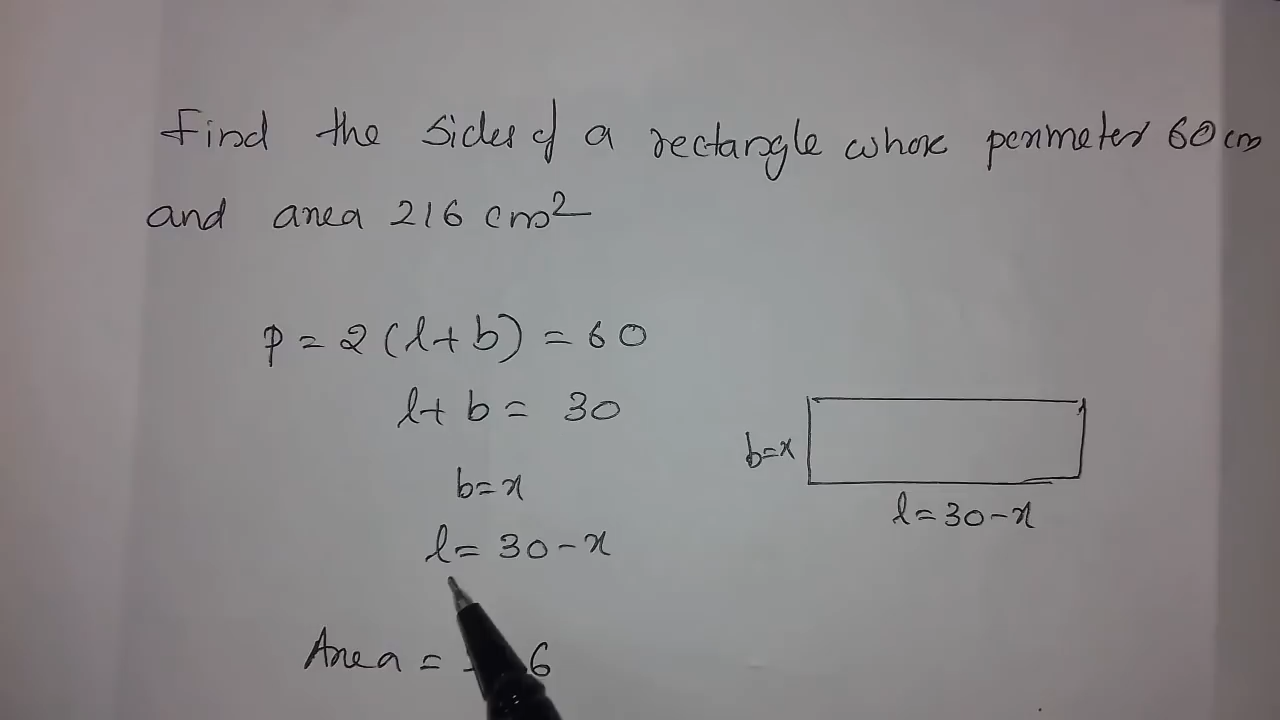 Find the sides of a rectangle whose perimeter 60 cm
and area 216 cm²
P = 2 (l + b) = 60
l + b = 30
b = x
b = x
l = 30 - x
l = 30 - x
Area =